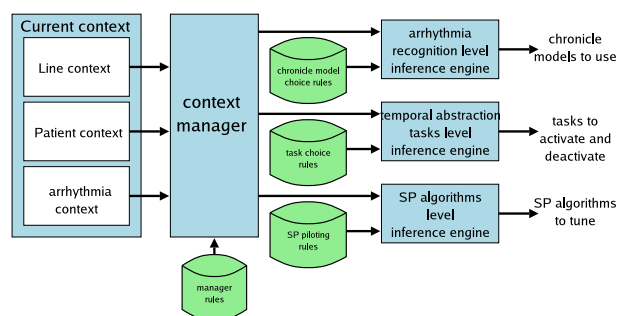 Current context
Line context
Patient context
arrhythmia
context
context
manager
manager
rules
chronicle model
choice rules
task choice
rules
SP piloting
rules
arrhythmia
recognition level
inference engine
temporal abstraction
tasks level
inference engine
SP algorithms
level
inference engine
chronicle
models to use
tasks to
activate and
deactivate
SP algorithms
to tune